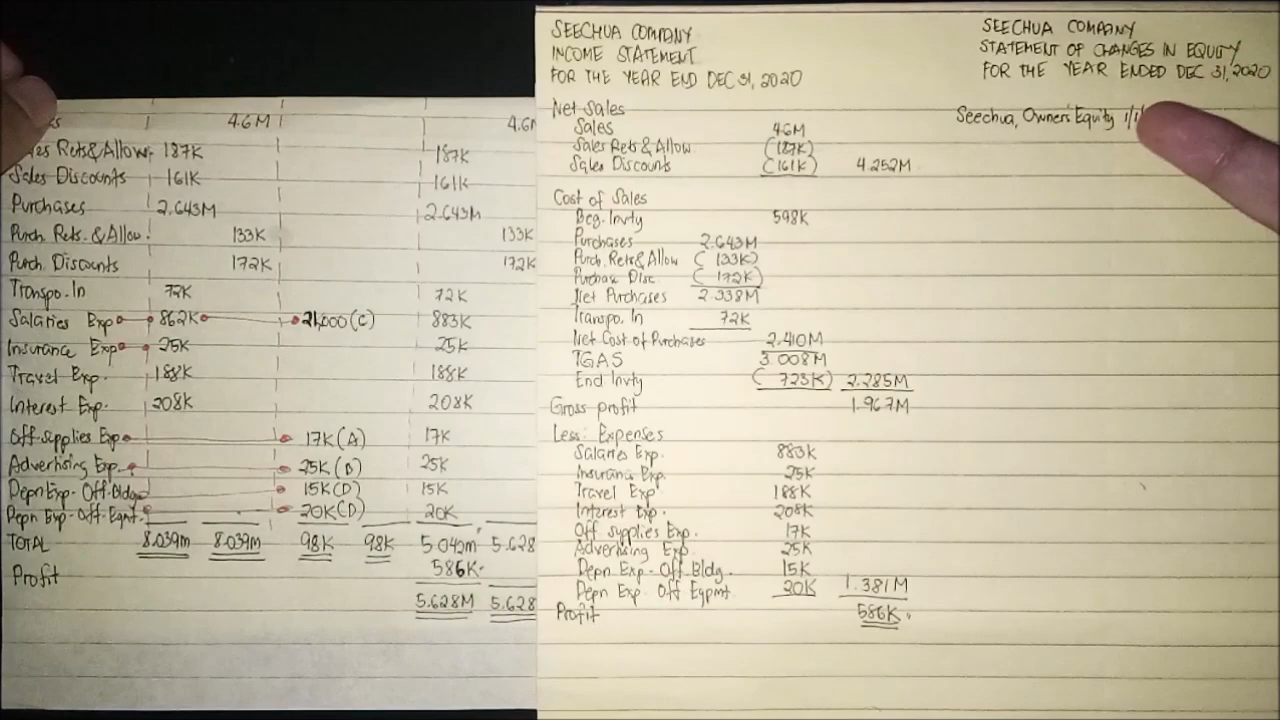 4.6M 4.6M
Sales Rets&Allow. 187K 187K
Sales Discounts 161K 161K
Purchases 2.643M 2.643M
Purch. Rets. & Allow. 133K 133K
Purch. Discounts 172K 172K
Transpo. In 72K 72K
Salaries Exp 862K 21,000 (C) 883K
Insurance Exp 25K 25K
Travel Exp. 188K 188K
Interest Exp. 208K 208K
Off. supplies Exp 17K (A) 17K
Advertising Exp. 25K (B) 25K
Depn Exp - Off. Bldg 15K (D) 15K
Depn Exp - Off. Eqmt. 20K (D) 20K
TOTAL 8.039m 8.039m 98K 98K 5.042m 5.628
Profit 586K
5.628M 5.628
SEECHUA COMPANY
INCOME STATEMENT
FOR THE YEAR END DEC 31, 2020
Net Sales
Sales 4.6M
Sales Rets & Allow (187K)
Sales Discounts (161K) 4.252M
Cost of Sales
Beg. Invty 598K
Purchases 2.643M
Purch. Rets & Allow (133K)
Purchase Disc. (172K)
Net Purchases 2.338M
Transpo. In 72K
Net Cost of Purchases 2.410M
TGAS 3.008M
End Invty (723K) 2.285M
Gross profit 1.967M
Less: Expenses
Salaries Exp. 883K
Insurance Exp. 25K
Travel Exp 188K
Interest Exp. 208K
Off supplies Exp. 17K
Advertising Exp. 25K
Depn Exp - Off Bldg. 15K
Depn Exp. Off Eqpmt. 20K 1.381M
Profit 586K
SEECHUA COMPANY
STATEMENT OF CHANGES IN EQUITY
FOR THE YEAR ENDED DEC 31, 2020
Seechua, Owner's Equity 1/1/